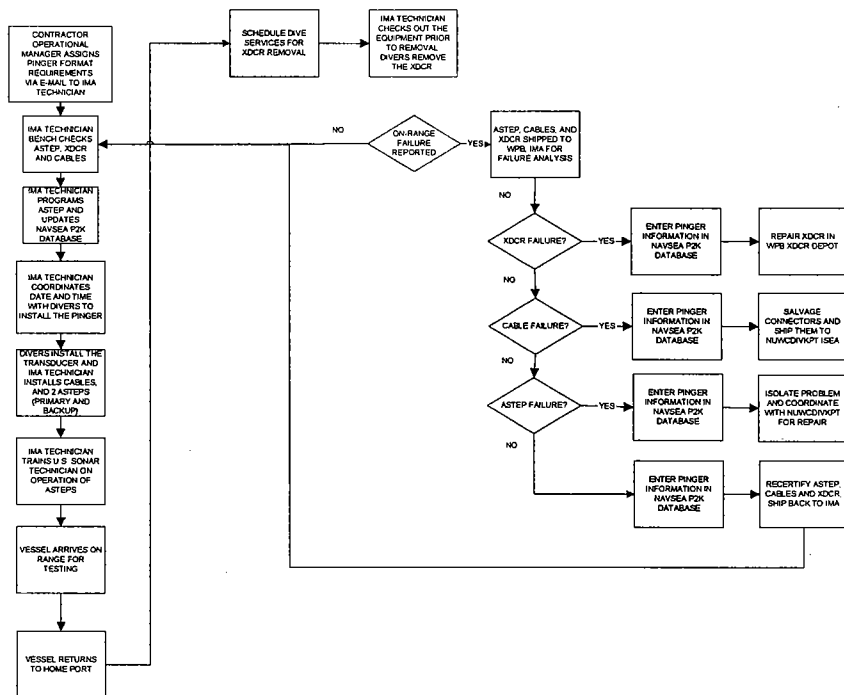 CONTRACTOR
OPERATIONAL
MANAGER ASSIGNS
PINGER FORMAT
REQUIREMENTS
VIA E-MAIL TO IMA
TECHNICIAN
IMA TECHNICIAN
BENCH CHECKS
ASTEP, XDCR
AND CABLES
IMA TECHNICIAN
PROGRAMS
ASTEP AND
UPDATES
NAVSEA P2K
DATABASE
IMA TECHNICIAN
COORDINATES
DATE AND TIME
WITH DIVERS TO
INSTALL THE PINGER
DIVERS INSTALL THE
TRANSDUCER AND
IMA TECHNICIAN
INSTALLS CABLES,
AND 2 ASTEPS
(PRIMARY AND
BACKUP)
IMA TECHNICIAN
TRAINS U.S. SONAR
TECHNICIAN ON
OPERATION OF
ASTEPS
VESSEL ARRIVES ON
RANGE FOR
TESTING
VESSEL RETURNS
TO HOME PORT
SCHEDULE DIVE
SERVICES FOR
XDCR REMOVAL
IMA TECHNICIAN
CHECKS OUT THE
EQUIPMENT PRIOR
TO REMOVAL
DIVERS REMOVE
THE XDCR
NO
ON-RANGE
FAILURE
REPORTED
YES
ASTEP, CABLES, AND
XDCR SHIPPED TO
WPB, IMA FOR
FAILURE ANALYSIS
NO
XDCR FAILURE?
YES
ENTER PINGER
INFORMATION IN
NAVSEA P2K
DATABASE
REPAIR XDCR IN
WPB XDCR DEPOT
NO
CABLE FAILURE?
YES
ENTER PINGER
INFORMATION IN
NAVSEA P2K
DATABASE
SALVAGE
CONNECTORS AND
SHIP THEM TO
NUWCDIVKPT ISEA
NO
ASTEP FAILURE?
YES
ENTER PINGER
INFORMATION IN
NAVSEA P2K
DATABASE
ISOLATE PROBLEM
AND COORDINATE
WITH NUWCDIVKPT
FOR REPAIR
NO
ENTER PINGER
INFORMATION IN
NAVSEA P2K
DATABASE
RECERTIFY ASTEP,
CABLES AND XDCR,
SHIP BACK TO IMA